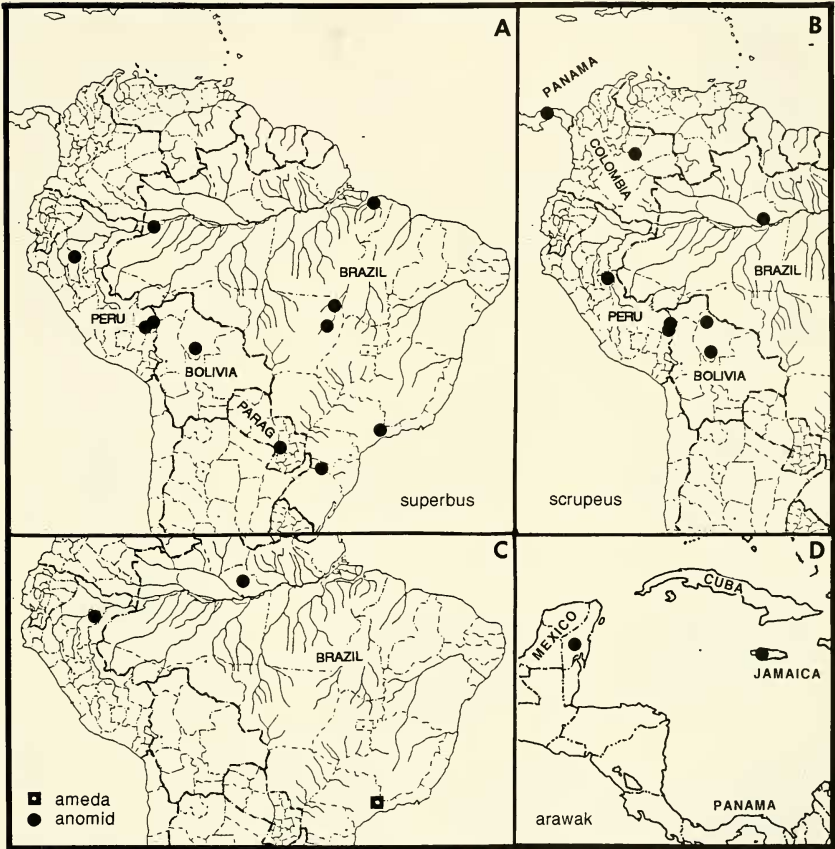 A
BRAZIL
PERU
BOLIVIA
PARAG
superbus
B
PANAMA
COLOMBIA
BRAZIL
PERU
BOLIVIA
scrupeus
C
BRAZIL
ameda
anomid
D
CUBA
MEXICO
JAMAICA
PANAMA
arawak